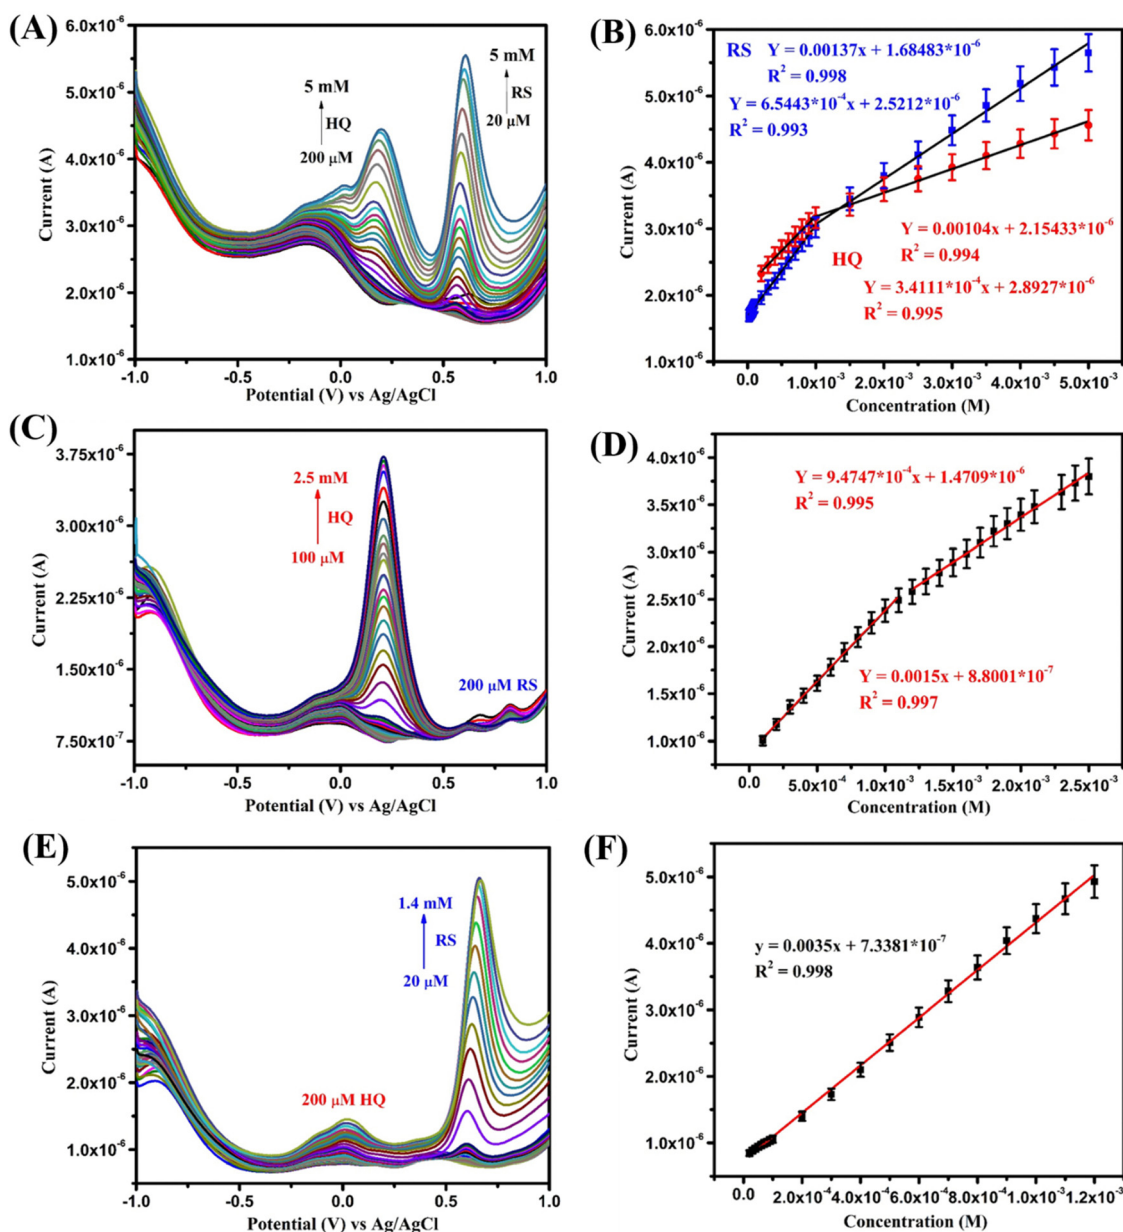 (A)
6.0x10⁻⁶
5.0x10⁻⁶
4.0x10⁻⁶
3.0x10⁻⁶
2.0x10⁻⁶
1.0x10⁻⁶
Current (A)
5 mM
HQ
200 μM
5 mM
RS
20 μM
-1.0 -0.5 0.0 0.5 1.0
Potential (V) vs Ag/AgCl
(B)
6.0x10⁻⁶
5.0x10⁻⁶
4.0x10⁻⁶
3.0x10⁻⁶
2.0x10⁻⁶
1.0x10⁻⁶
Current (A)
RS Y = 0.00137x + 1.68483*10⁻⁶
R² = 0.998
Y = 6.5443*10⁻⁴x + 2.5212*10⁻⁶
R² = 0.993
HQ
Y = 0.00104x + 2.15433*10⁻⁶
R² = 0.994
Y = 3.4111*10⁻⁴x + 2.8927*10⁻⁶
R² = 0.995
0.0 1.0x10⁻³ 2.0x10⁻³ 3.0x10⁻³ 4.0x10⁻³ 5.0x10⁻³
Concentration (M)
(C)
3.75x10⁻⁶
3.00x10⁻⁶
2.25x10⁻⁶
1.50x10⁻⁶
7.50x10⁻⁷
Current (A)
2.5 mM
HQ
100 μM
200 μM RS
-1.0 -0.5 0.0 0.5 1.0
Potential (V) vs Ag/AgCl
(D)
4.0x10⁻⁶
3.5x10⁻⁶
3.0x10⁻⁶
2.5x10⁻⁶
2.0x10⁻⁶
1.5x10⁻⁶
1.0x10⁻⁶
Current (A)
Y = 9.4747*10⁻⁴x + 1.4709*10⁻⁶
R² = 0.995
Y = 0.0015x + 8.8001*10⁻⁷
R² = 0.997
0.0 5.0x10⁻⁴ 1.0x10⁻³ 1.5x10⁻³ 2.0x10⁻³ 2.5x10⁻³
Concentration (M)
(E)
5.0x10⁻⁶
4.0x10⁻⁶
3.0x10⁻⁶
2.0x10⁻⁶
1.0x10⁻⁶
Current (A)
1.4 mM
RS
20 μM
200 μM HQ
-1.0 -0.5 0.0 0.5 1.0
Potential (V) vs Ag/AgCl
(F)
5.0x10⁻⁶
4.0x10⁻⁶
3.0x10⁻⁶
2.0x10⁻⁶
1.0x10⁻⁶
Current (A)
y = 0.0035x + 7.3381*10⁻⁷
R² = 0.998
0.0 2.0x10⁻⁴ 4.0x10⁻⁴ 6.0x10⁻⁴ 8.0x10⁻⁴ 1.0x10⁻³ 1.2x10⁻³
Concentration (M)